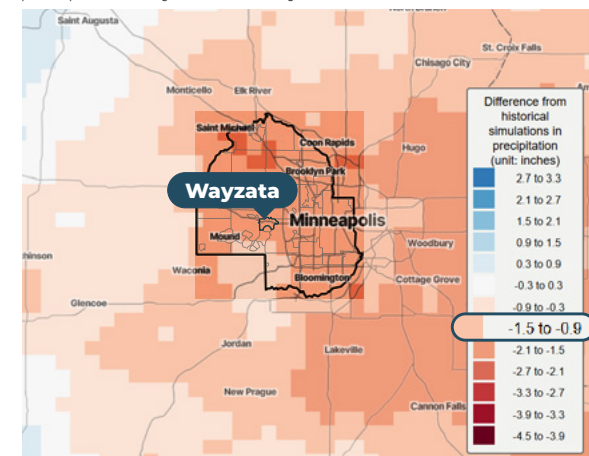 Saint Augusta
St. Croix Falls
Chisago City
Monticello
Elk River
Saint Michael
Coon Rapids
Hugo
Brooklyn Park
Wayzata
Minneapolis
Mound
Woodbury
Waconia
Bloomington
Cottage Grove
Glencoe
Jordan
Lakeville
New Prague
Cannon Falls
Difference from
historical
simulations in
precipitation
(unit: inches)
2.7 to 3.3
2.1 to 2.7
1.5 to 2.1
0.9 to 1.5
0.3 to 0.9
-0.3 to 0.3
-0.9 to -0.3
-1.5 to -0.9
-2.1 to -1.5
-2.7 to -2.1
-3.3 to -2.7
-3.9 to -3.3
-4.5 to -3.9